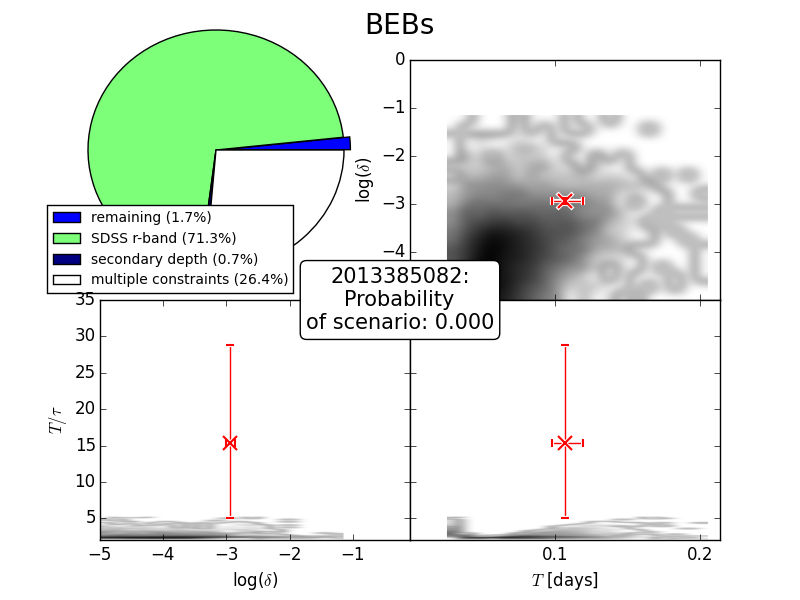 BEBs
0
−1
−2
−3
−4
log(δ)
remaining (1.7%)
SDSS r-band (71.3%)
secondary depth (0.7%)
multiple constraints (26.4%)
2013385082:
Probability
of scenario: 0.000
35
30
25
20
15
10
5
T/τ
−5 −4 −3 −2 −1
0.1 0.2
log(δ)
T [days]